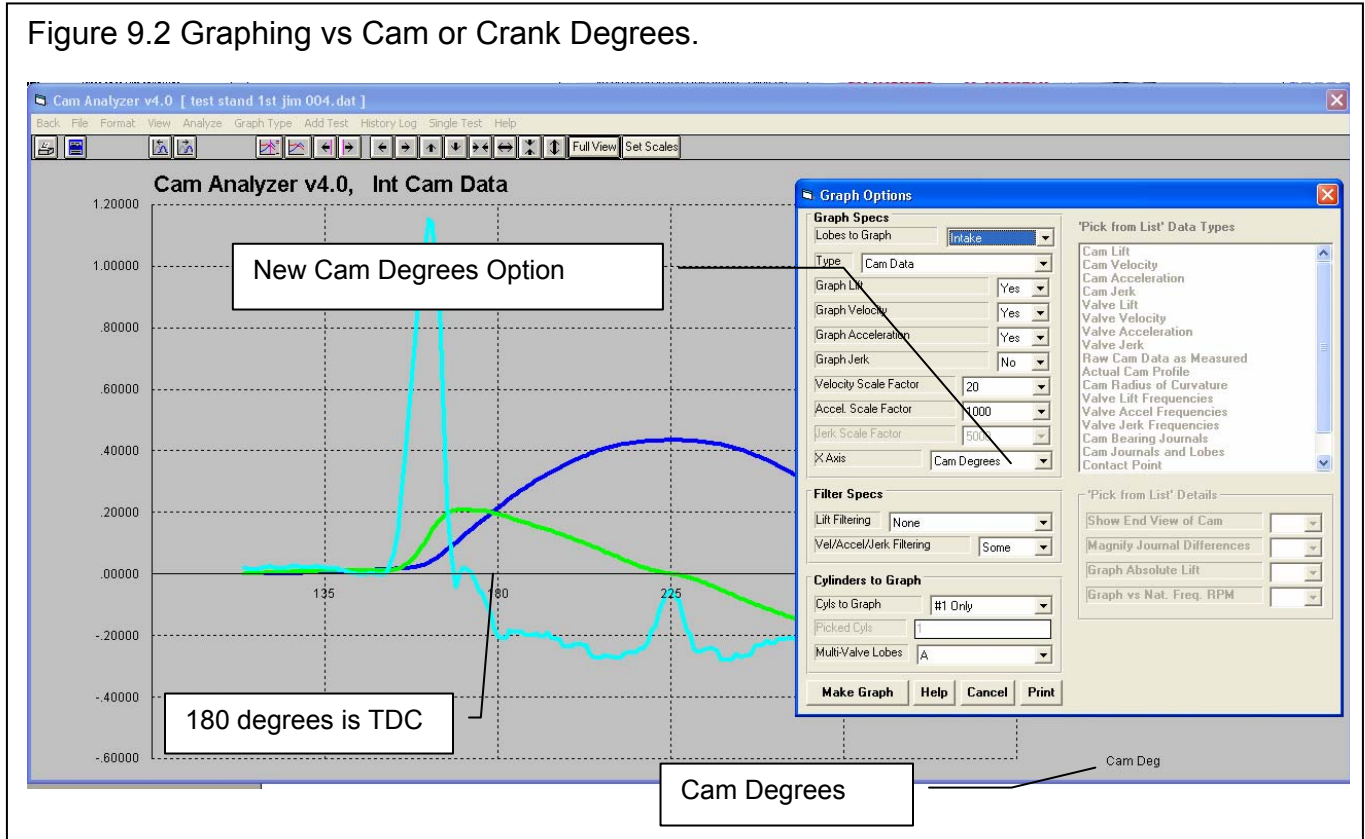 Figure 9.2 Graphing vs Cam or Crank Degrees.
Cam Analyzer v4.0 [ test stand 1st jim 004.dat ]
Back File Format View Analyze Graph Type Add Test History Log Single Test Help
Full View Set Scales
Cam Analyzer v4.0, Int Cam Data
1.20000
1.00000
.80000
.60000
.40000
.20000
.00000
-.20000
-.40000
-.60000
135
180
225
Cam Deg
New Cam Degrees Option
180 degrees is TDC
Cam Degrees
Graph Options
Graph Specs
Lobes to Graph Intake
Type Cam Data
Graph Lift Yes
Graph Velocity Yes
Graph Acceleration Yes
Graph Jerk No
Velocity Scale Factor 20
Accel. Scale Factor 1000
Jerk Scale Factor 5000
X Axis Cam Degrees
Filter Specs
Lift Filtering None
Vel/Accel/Jerk Filtering Some
Cylinders to Graph
Cyls to Graph #1 Only
Picked Cyls 1
Multi-Valve Lobes A
Make Graph Help Cancel Print
'Pick from List' Data Types
Cam Lift
Cam Velocity
Cam Acceleration
Cam Jerk
Valve Lift
Valve Velocity
Valve Acceleration
Valve Jerk
Raw Cam Data as Measured
Actual Cam Profile
Cam Radius of Curvature
Valve Lift Frequencies
Valve Accel Frequencies
Valve Jerk Frequencies
Cam Bearing Journals
Cam Journals and Lobes
Contact Point
'Pick from List' Details
Show End View of Cam
Magnify Journal Differences
Graph Absolute Lift
Graph vs Nat. Freq. RPM